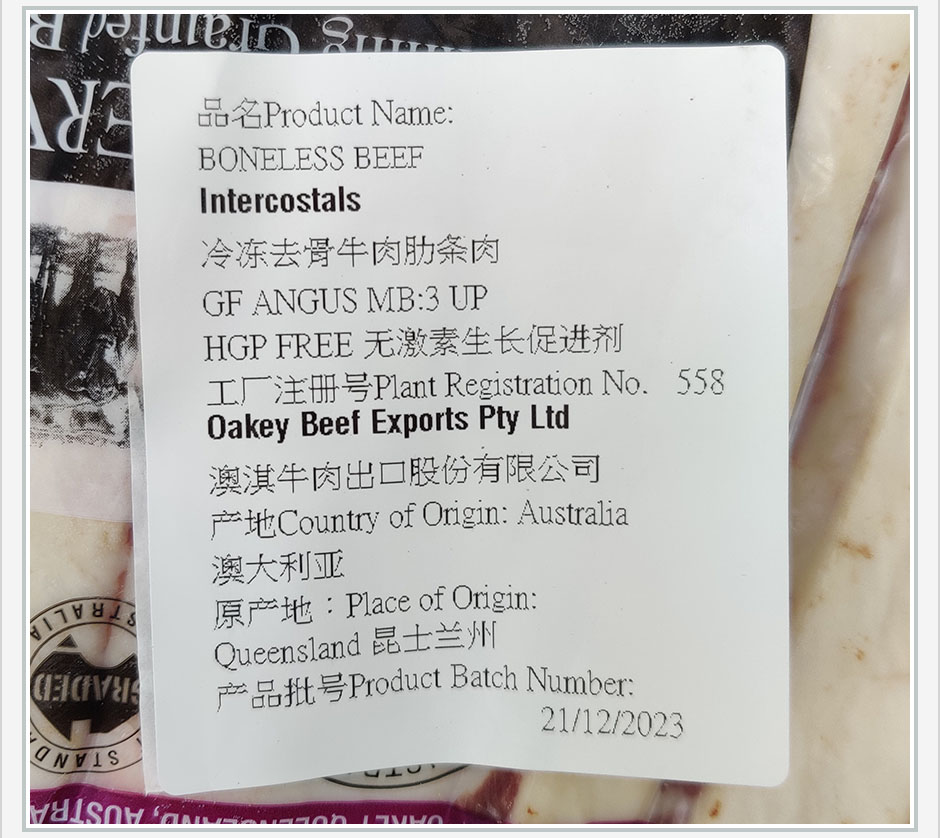 品名Product Name:
BONELESS BEEF
Intercostals
冷冻去骨牛肉肋条肉
GF ANGUS MB:3 UP
HGP FREE 无激素生长促进剂
工厂注册号Plant Registration No. 558
Oakey Beef Exports Pty Ltd
澳淇牛肉出口股份有限公司
产地Country of Origin: Australia
澳大利亚
原产地：Place of Origin:
Queensland 昆士兰州
产品批号Product Batch Number:
21/12/2023
Grainfed
GRADED